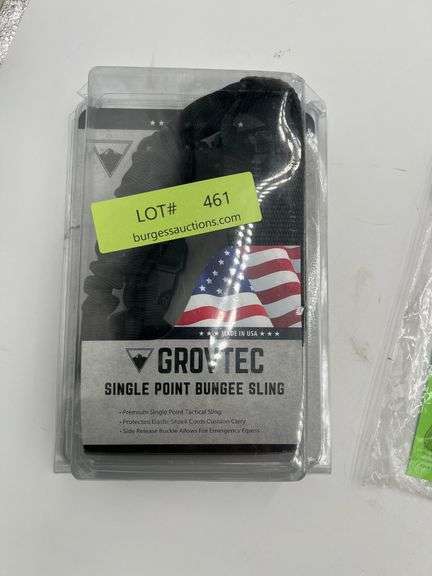 LOT# 461
burgessauctions.com
MADE IN USA
GROVTEC
SINGLE POINT BUNGEE SLING
• Premium Single Point Tactical Sling
• Protected Elastic Shock Cords Cushion Carry
• Side Release Buckle Allows For Emergency Egress